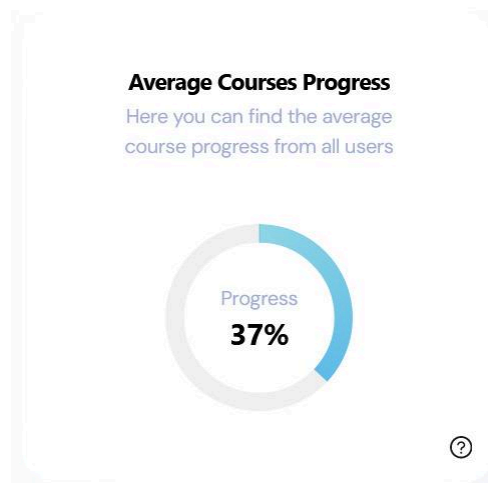 Average Courses Progress
Here you can find the average
course progress from all users
Progress
37%
?